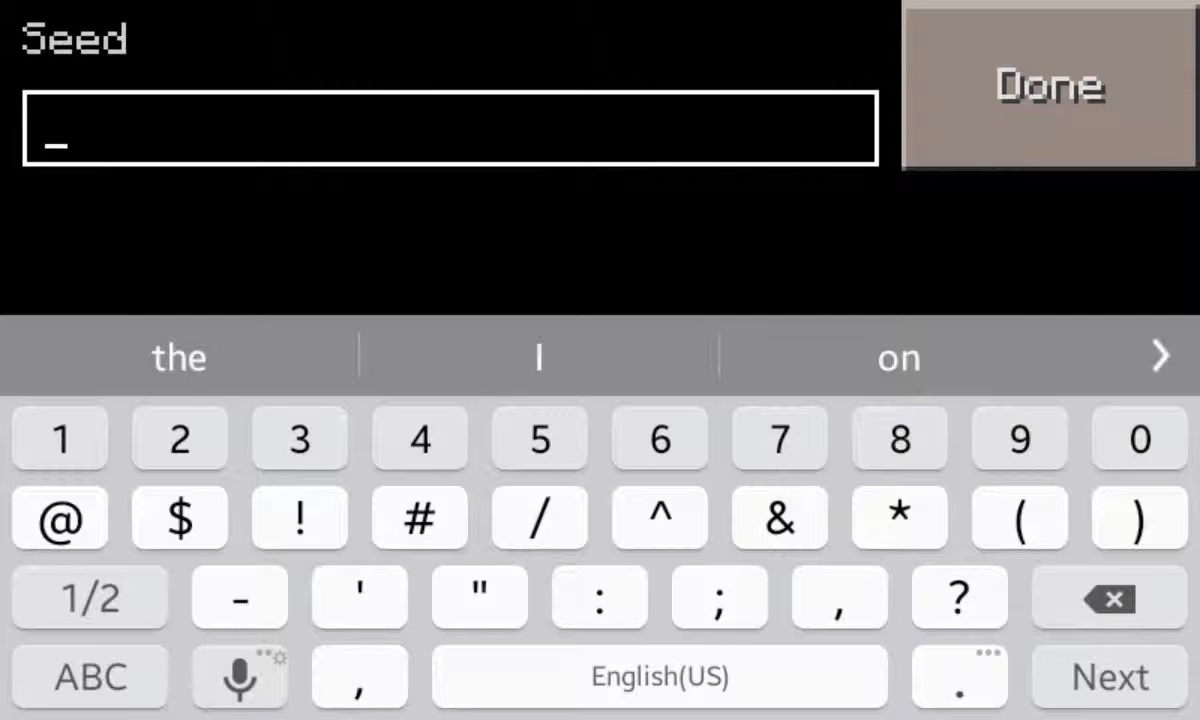 Seed
_
Done
the I on
1 2 3 4 5 6 7 8 9 0
@ $ ! # / ^ & * ( )
1/2 - ' " : ; , ?
ABC , English(US) . Next